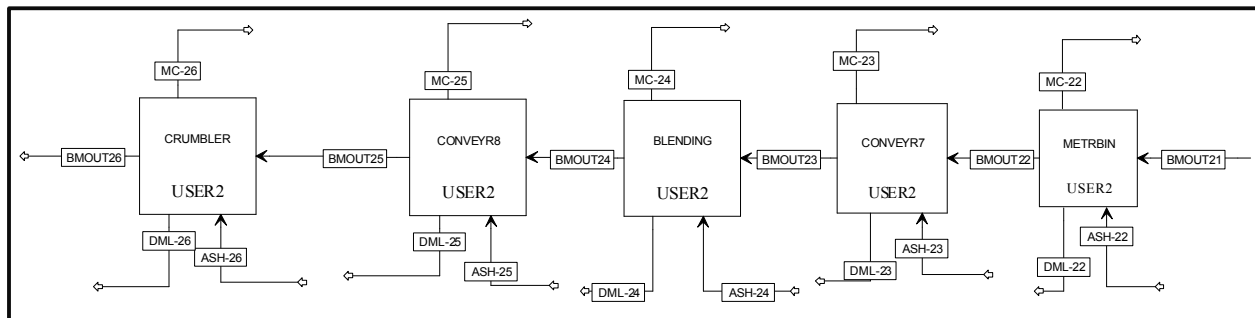 MC-26
MC-25
MC-24
MC-23
MC-22
CRUMBLER
CONVEYR8
BLENDING
CONVEYR7
METRBIN
BMOUT26
BMOUT25
BMOUT24
BMOUT23
BMOUT22
BMOUT21
USER2
USER2
USER2
USER2
USER2
DML-26
ASH-26
DML-25
ASH-25
DML-24
ASH-24
DML-23
ASH-23
DML-22
ASH-22